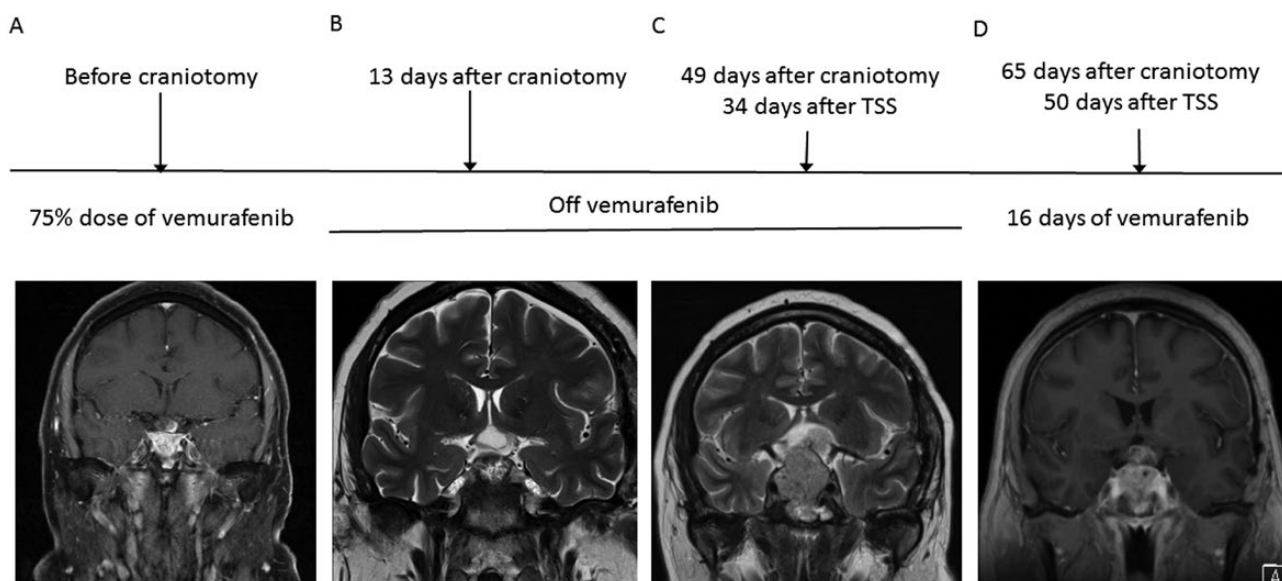 A
B
C
D
Before craniotomy
13 days after craniotomy
49 days after craniotomy
34 days after TSS
65 days after craniotomy
50 days after TSS
75% dose of vemurafenib
Off vemurafenib
16 days of vemurafenib